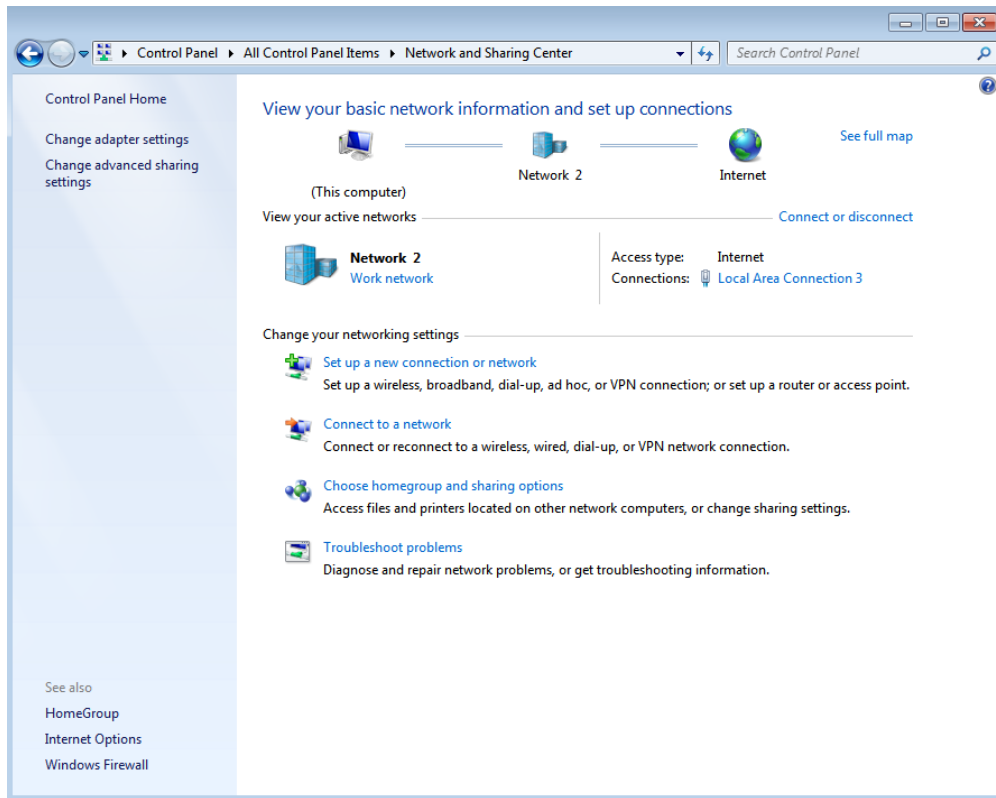 Control Panel ▸ All Control Panel Items ▸ Network and Sharing Center
Search Control Panel
Control Panel Home
Change adapter settings
Change advanced sharing
settings
View your basic network information and set up connections
See full map
(This computer)
Network 2
Internet
View your active networks
Connect or disconnect
Network 2
Work network
Access type: Internet
Connections: Local Area Connection 3
Change your networking settings
Set up a new connection or network
Set up a wireless, broadband, dial-up, ad hoc, or VPN connection; or set up a router or access point.
Connect to a network
Connect or reconnect to a wireless, wired, dial-up, or VPN network connection.
Choose homegroup and sharing options
Access files and printers located on other network computers, or change sharing settings.
Troubleshoot problems
Diagnose and repair network problems, or get troubleshooting information.
See also
HomeGroup
Internet Options
Windows Firewall